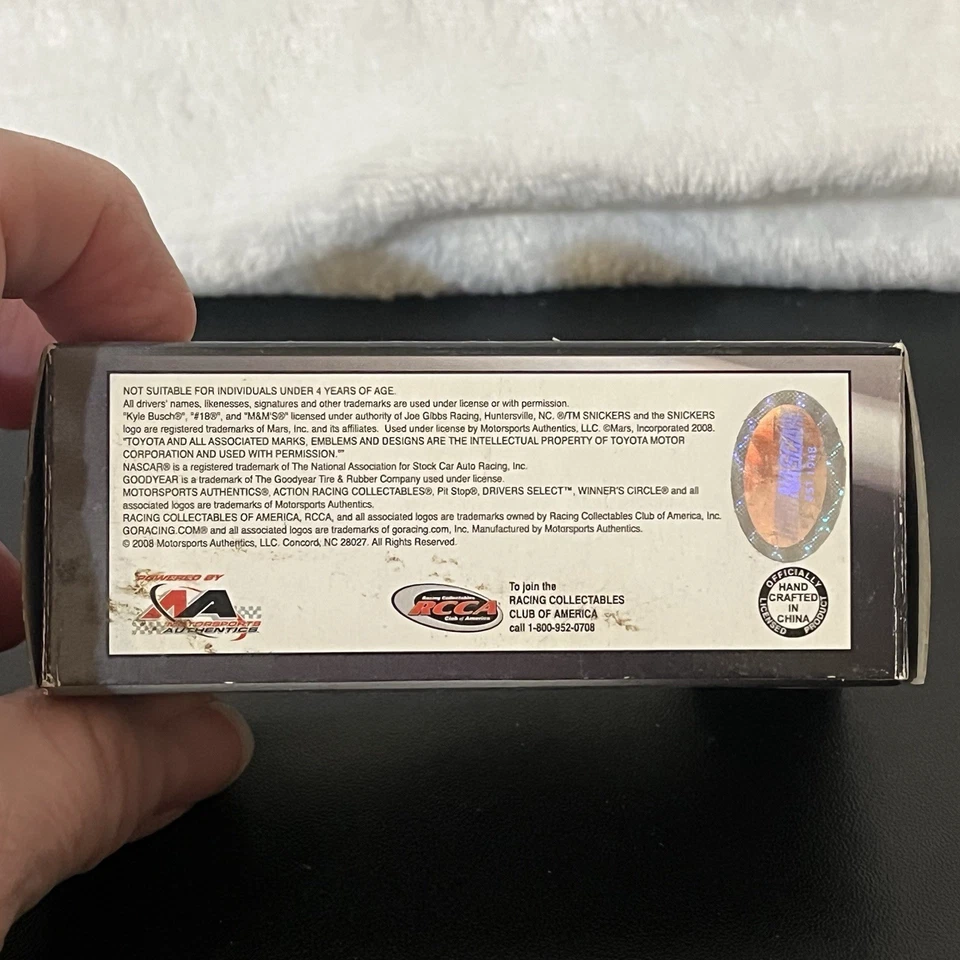 NOT SUITABLE FOR INDIVIDUALS UNDER 4 YEARS OF AGE.
All drivers' names, likenesses, signatures and other trademarks are used under license or with permission.
"Kyle Busch®", "#18®", and "M&M'S®" licensed under authority of Joe Gibbs Racing, Huntersville, NC. ®/TM SNICKERS and the SNICKERS
logo are registered trademarks of Mars, Inc. and its affiliates. Used under license by Motorsports Authentics, LLC. ©Mars, Incorporated 2008.
"TOYOTA AND ALL ASSOCIATED MARKS, EMBLEMS AND DESIGNS ARE THE INTELLECTUAL PROPERTY OF TOYOTA MOTOR
CORPORATION AND USED WITH PERMISSION.""
NASCAR® is a registered trademark of The National Association for Stock Car Auto Racing, Inc.
GOODYEAR is a trademark of The Goodyear Tire & Rubber Company used under license.
MOTORSPORTS AUTHENTICS®, ACTION RACING COLLECTABLES®, Pit Stop®, DRIVERS SELECT™, WINNER'S CIRCLE® and all
associated logos are trademarks of Motorsports Authentics.
RACING COLLECTABLES OF AMERICA, RCCA, and all associated logos are trademarks owned by Racing Collectables Club of America, Inc.
GORACING.COM® and all associated logos are trademarks of goracing.com, Inc. Manufactured by Motorsports Authentics.
© 2008 Motorsports Authentics, LLC. Concord, NC 28027. All Rights Reserved.
POWERED BY
MA
MOTORSPORTS
AUTHENTICS
Racing Collectables
RCCA
Club of America
To join the
RACING COLLECTABLES
CLUB OF AMERICA
call 1-800-952-0708
NASCAR
EST 1948
OFFICIALLY
HAND
CRAFTED
IN
CHINA
LICENSED PRODUCT